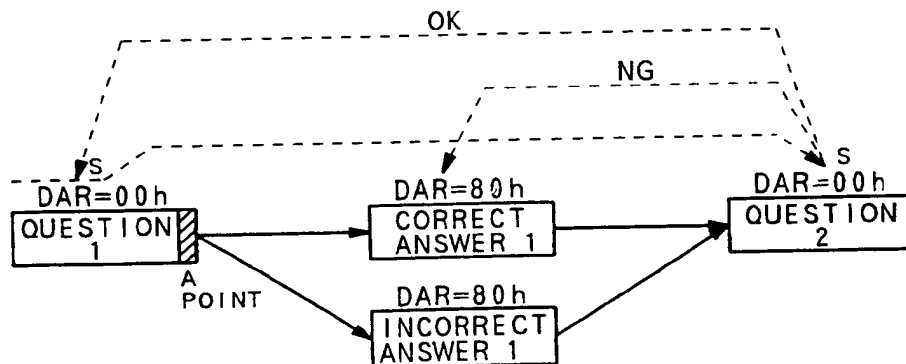 OK
NG
S
S
DAR=00h
DAR=80h
DAR=00h
QUESTION
1
CORRECT
ANSWER 1
QUESTION
2
A
POINT
DAR=80h
INCORRECT
ANSWER 1